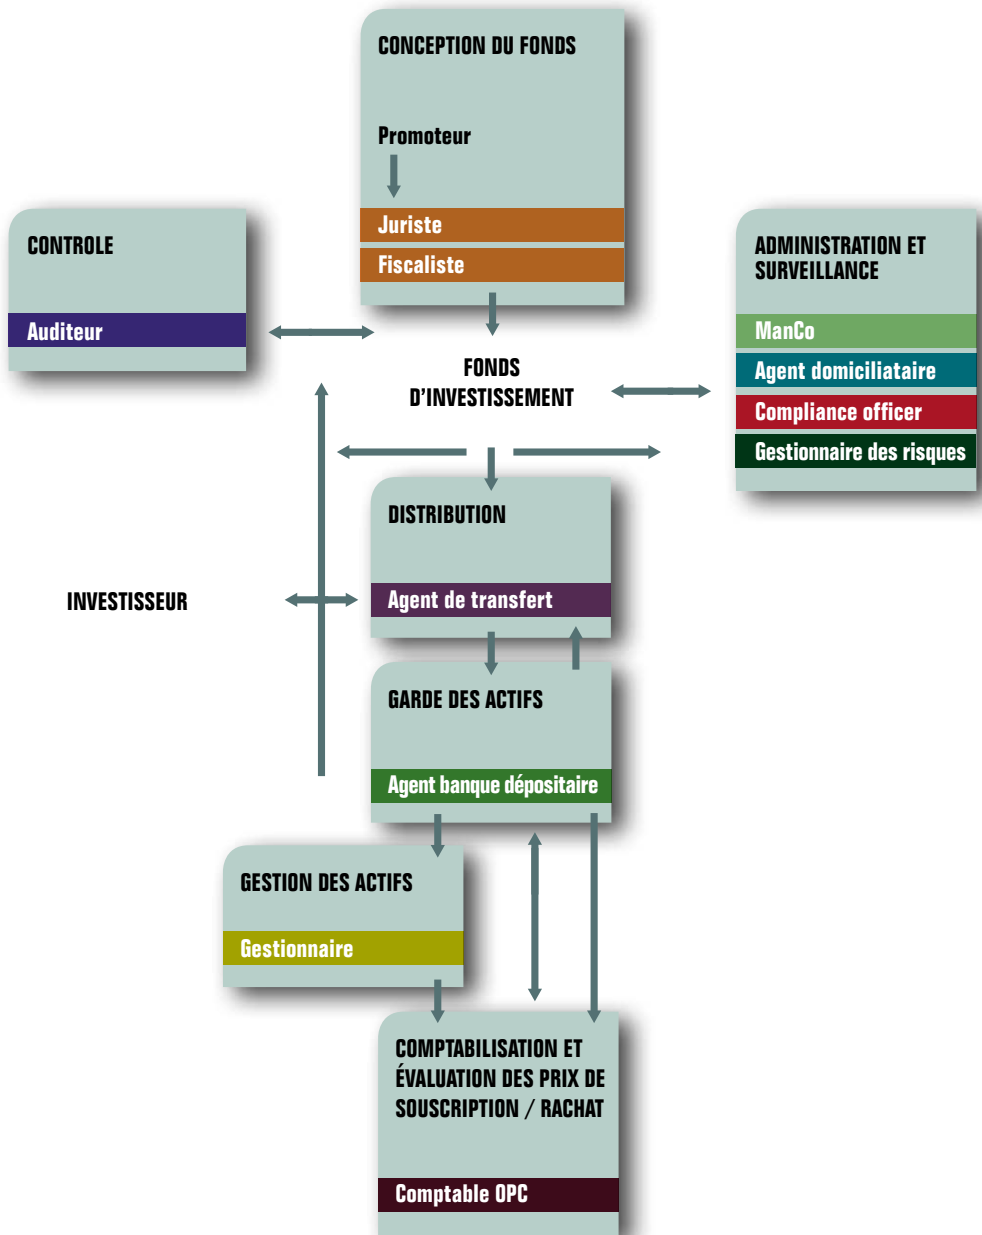 CONCEPTION DU FONDS
Promoteur
Juriste
Fiscaliste
CONTROLE
Auditeur
ADMINISTRATION ET
SURVEILLANCE
ManCo
Agent domiciliataire
Compliance officer
Gestionnaire des risques
FONDS
D'INVESTISSEMENT
DISTRIBUTION
Agent de transfert
INVESTISSEUR
GARDE DES ACTIFS
Agent banque dépositaire
GESTION DES ACTIFS
Gestionnaire
COMPTABILISATION ET
ÉVALUATION DES PRIX DE
SOUSCRIPTION / RACHAT
Comptable OPC